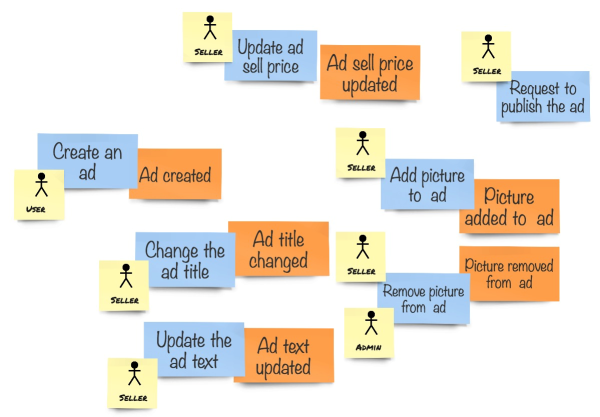 SELLER
Update ad
sell price
Ad sell price
updated
SELLER
Request to
publish the ad
Create an
ad
Ad created
USER
SELLER
Add picture
to ad
Picture
added to ad
Change the
ad title
Ad title
changed
SELLER
SELLER
Remove picture
from ad
Picture removed
from ad
ADMIN
Update the
ad text
Ad text
updated
SELLER